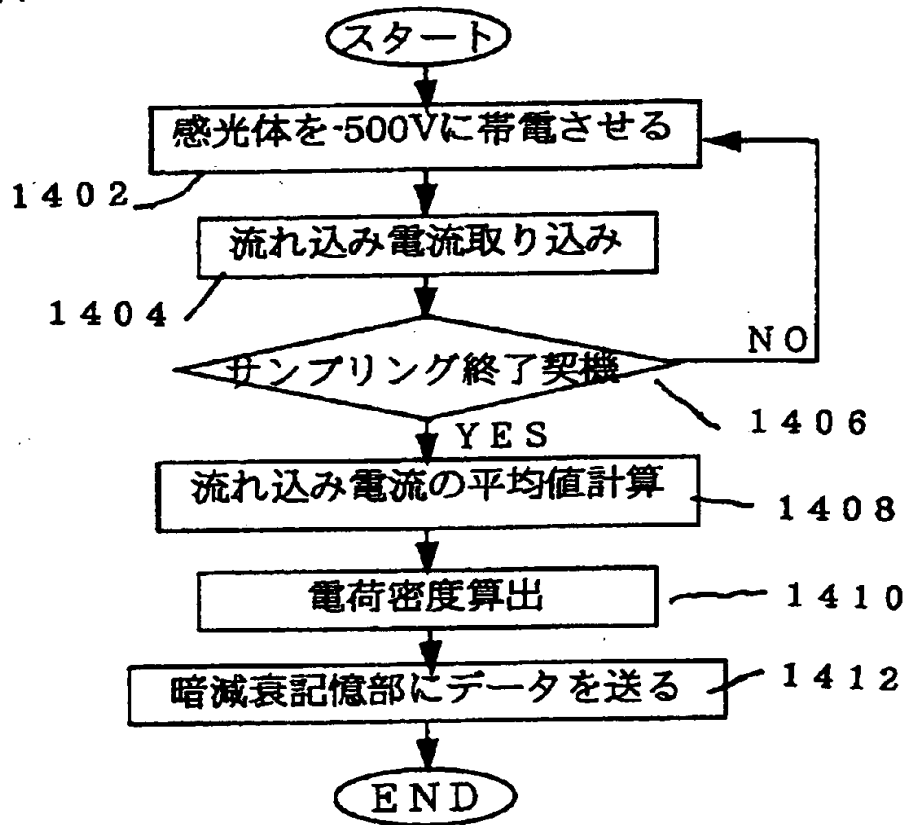 スタート
感光体を-500Vに帯電させる
1402
流れ込み電流取り込み
1404
サンプリング終了契機
NO
1406
YES
流れ込み電流の平均値計算
1408
電荷密度算出
1410
暗減衰記憶部にデータを送る
1412
END